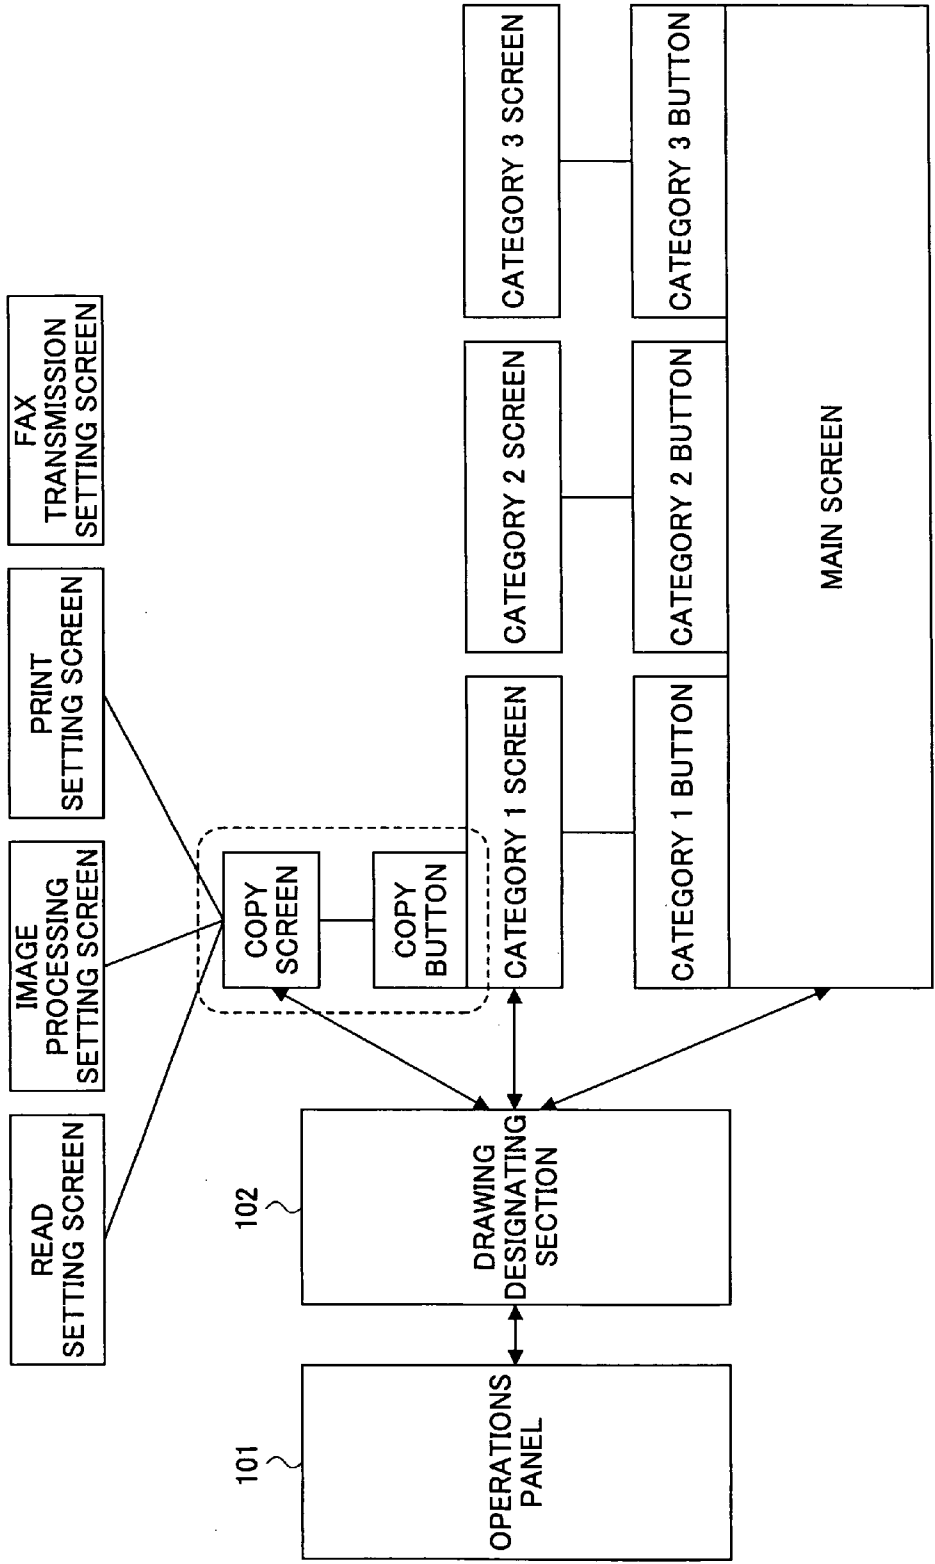 READ
SETTING SCREEN
IMAGE
PROCESSING
SETTING SCREEN
PRINT
SETTING SCREEN
FAX
TRANSMISSION
SETTING SCREEN
COPY
SCREEN
COPY
BUTTON
CATEGORY 1 SCREEN
CATEGORY 2 SCREEN
CATEGORY 3 SCREEN
CATEGORY 1 BUTTON
CATEGORY 2 BUTTON
CATEGORY 3 BUTTON
MAIN SCREEN
101
OPERATIONS
PANEL
102
DRAWING
DESIGNATING
SECTION